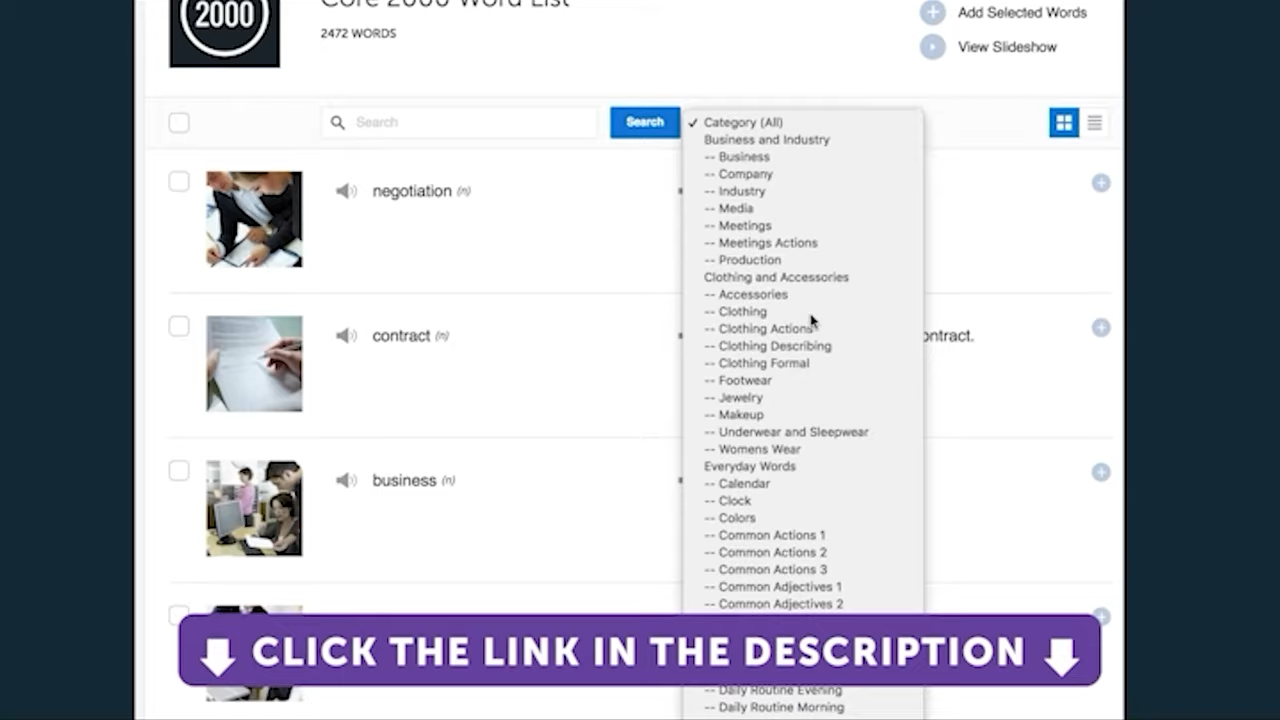 2000
Core 2000 Word List
2472 WORDS
Add Selected Words
View Slideshow
Search
Search
✓ Category (All)
Business and Industry
-- Business
-- Company
-- Industry
-- Media
-- Meetings
-- Meetings Actions
-- Production
Clothing and Accessories
-- Accessories
-- Clothing
-- Clothing Actions
-- Clothing Describing
-- Clothing Formal
-- Footwear
-- Jewelry
-- Makeup
-- Underwear and Sleepwear
-- Womens Wear
Everyday Words
-- Calendar
-- Clock
-- Colors
-- Common Actions 1
-- Common Actions 2
-- Common Actions 3
-- Common Adjectives 1
-- Common Adjectives 2
-- Daily Routine Evening
-- Daily Routine Morning
negotiation (n)
contract (n)
ontract.
business (n)
CLICK THE LINK IN THE DESCRIPTION